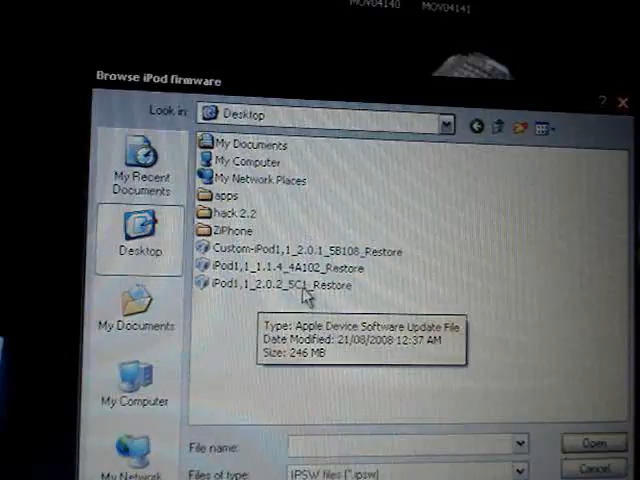 MOV04140 MOV04141
Browse iPod firmware
Look in: Desktop
My Recent
Documents
Desktop
My Documents
My Computer
My Network
My Documents
My Computer
My Network Places
apps
hack 2.2
ZiPhone
Custom-iPod1,1_2.0.1_5B108_Restore
iPod1,1_1.1.4_4A102_Restore
iPod1,1_2.0.2_5C1_Restore
Type: Apple Device Software Update File
Date Modified: 21/08/2008 12:37 AM
Size: 246 MB
File name: Open
Files of type: IPSW files (*.ipsw) Cancel